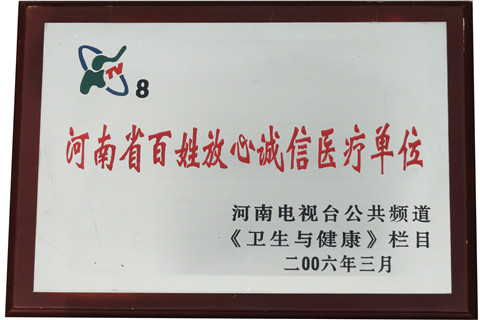 TV 8
河南省百姓放心诚信医疗单位
河南电视台公共频道
《卫生与健康》栏目
二00六年三月